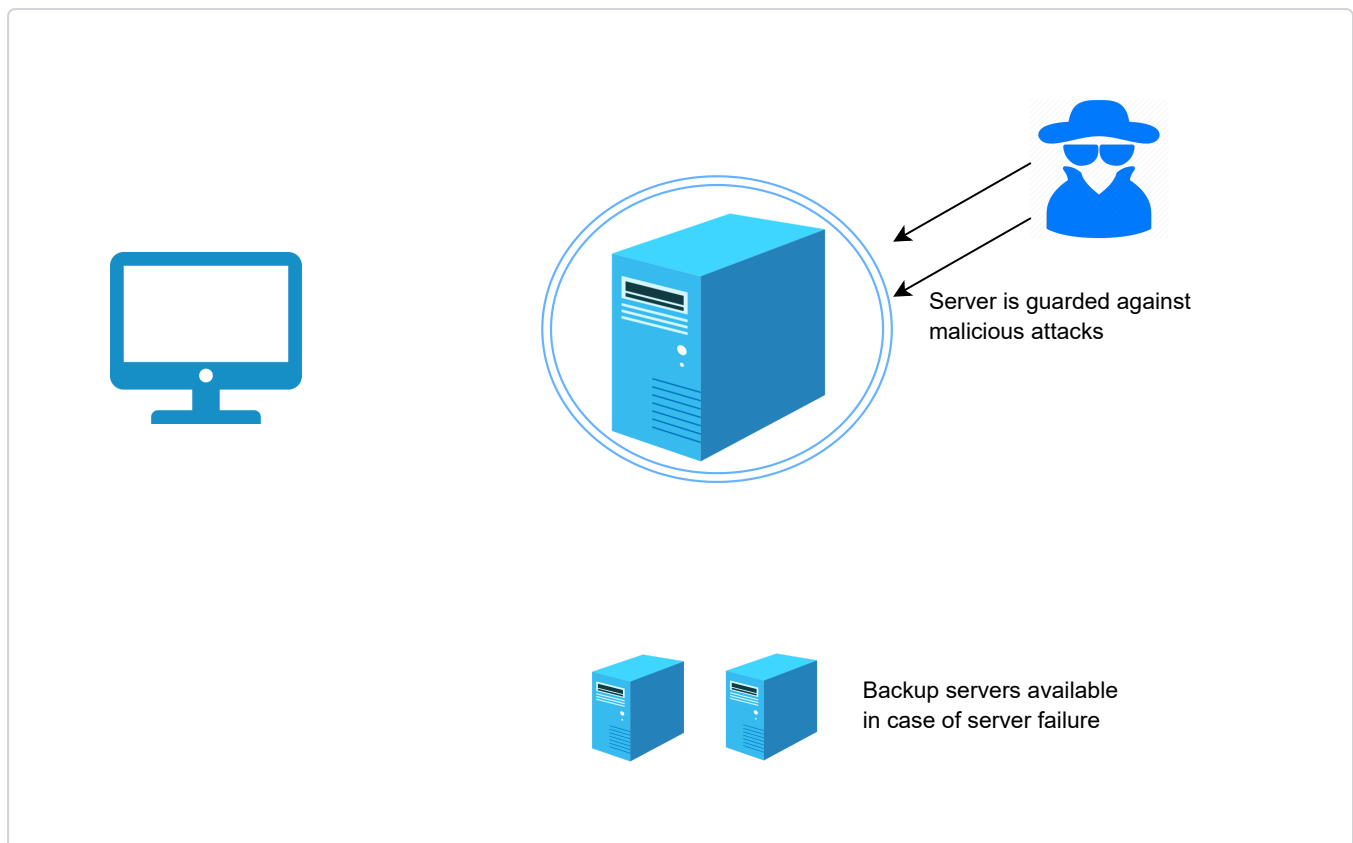 Server is guarded against
malicious attacks
Backup servers available
in case of server failure